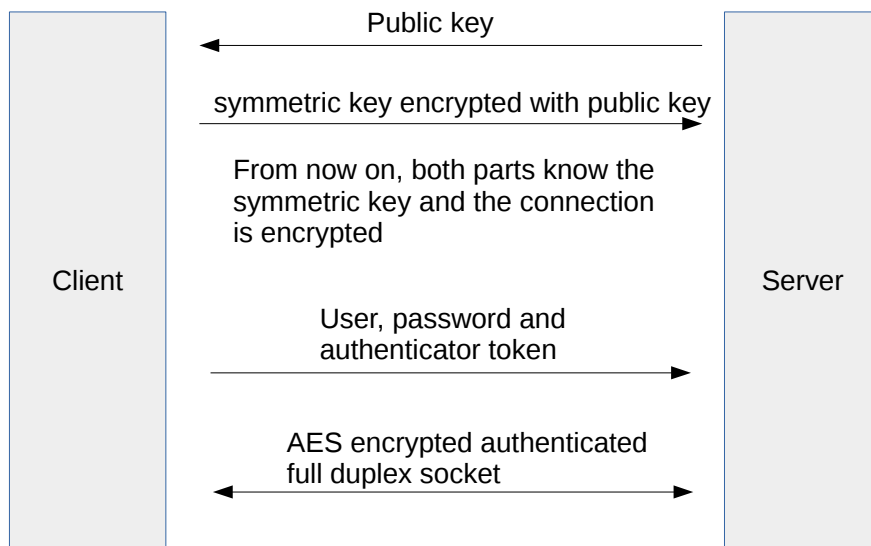 Public key
symmetric key encrypted with public key
From now on, both parts know the
symmetric key and the connection
is encrypted
Client
Server
User, password and
authenticator token
AES encrypted authenticated
full duplex socket